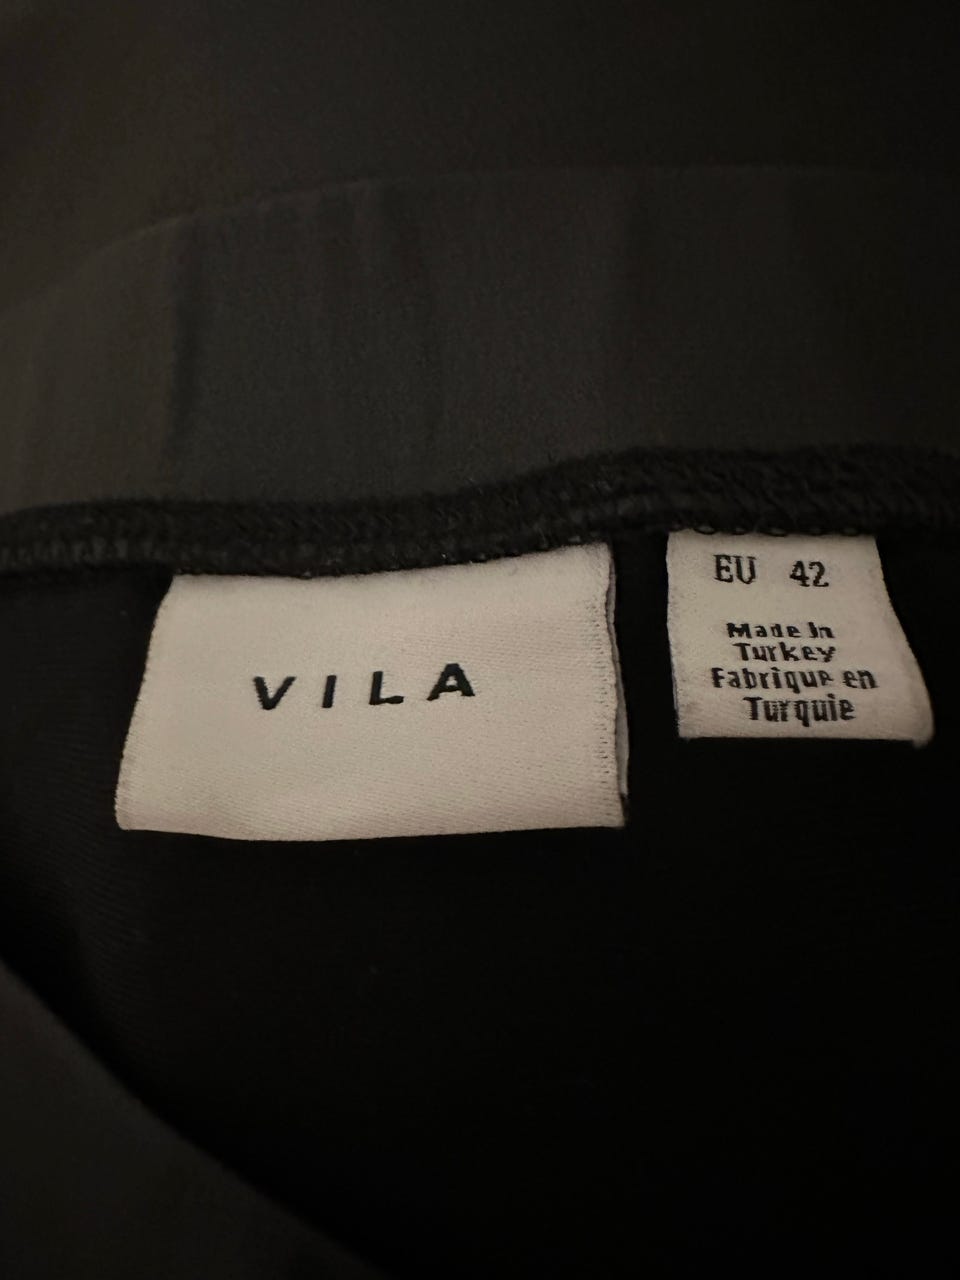 VILA
EU 42
Made in
Turkey
Fabrique en
Turquie